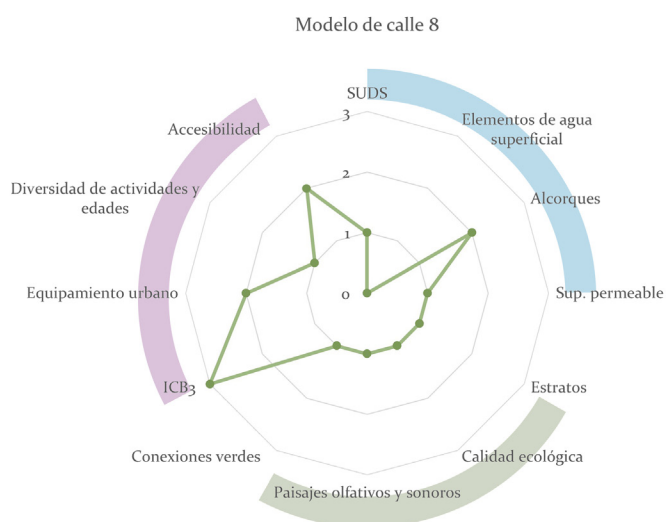 Modelo de calle 8
SUDS
3
Elementos de agua
superficial
Accesibilidad
2
Diversidad de actividades y
edades
Alcorques
1
Equipamiento urbano
0
Sup. permeable
ICB3
Estratos
Conexiones verdes
Calidad ecológica
Paisajes olfativos y sonoros